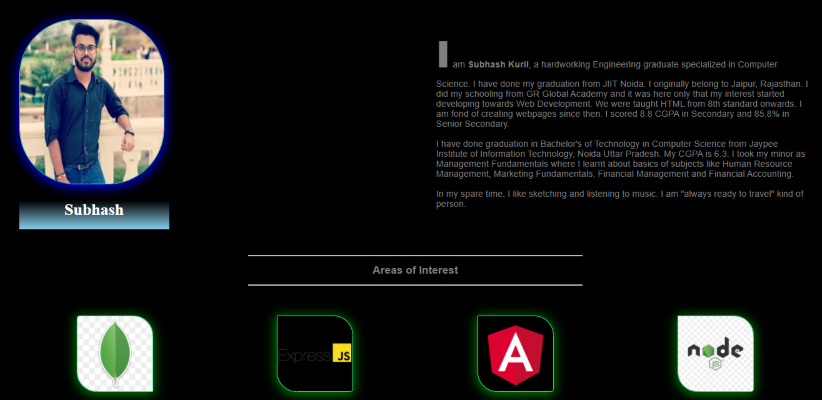 I am Subhash Kuril, a hardworking Engineering graduate specialized in Computer
Science. I have done my graduation from JIIT Noida. I originally belong to Jaipur, Rajasthan. I
did my schooling from GR Global Academy and it was here only that my interest started
developing towards Web Development. We were taught HTML from 8th standard onwards. I
am fond of creating webpages since then. I scored 8.8 CGPA in Secondary and 85.8% in
Senior Secondary.
I have done graduation in Bachelor's of Technology in Computer Science from Jaypee
Institute of Information Technology, Noida Uttar Pradesh. My CGPA is 6.3. I took my minor as
Management Fundamentals where I learnt about basics of subjects like Human Resource
Management, Marketing Fundamentals, Financial Management and Financial Accounting.
In my spare time, I like sketching and listening to music. I am "always ready to travel" kind of
person.
Subhash
Areas of Interest
Express JS
A
node
JS